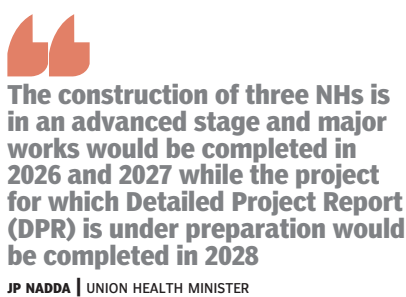 The construction of three NHs is
in an advanced stage and major
works would be completed in
2026 and 2027 while the project
for which Detailed Project Report
(DPR) is under preparation would
be completed in 2028
JP NADDA | UNION HEALTH MINISTER